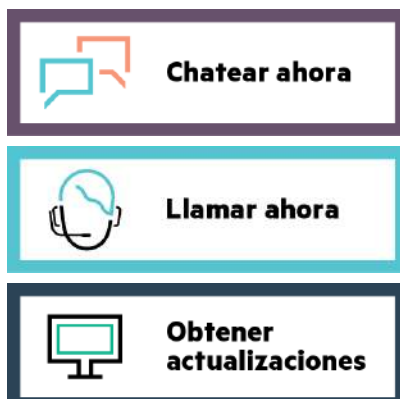 Chatear ahora
Llamar ahora
Obtener
actualizaciones